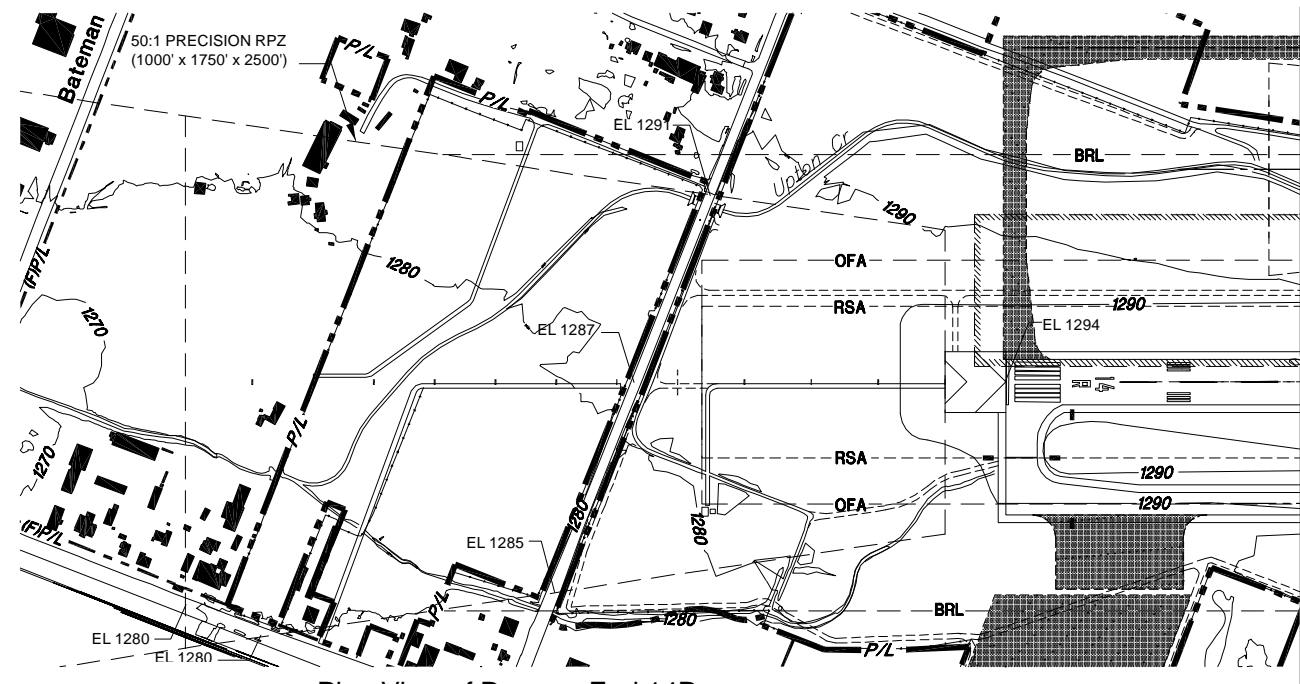 Bateman
50:1 PRECISION RPZ
(1000' x 1750' x 2500')
P/L
P/L
EL 1291
Upton Cr
BRL
1290
(F)P/L
1280
OFA
RSA
1290
1270
EL 1287
EL 1294
14R
P/L
1270
RSA
1290
OFA
1290
1280
1280
(F)P/L
EL 1285
P/L
1280
BRL
P/L
EL 1280
EL 1280